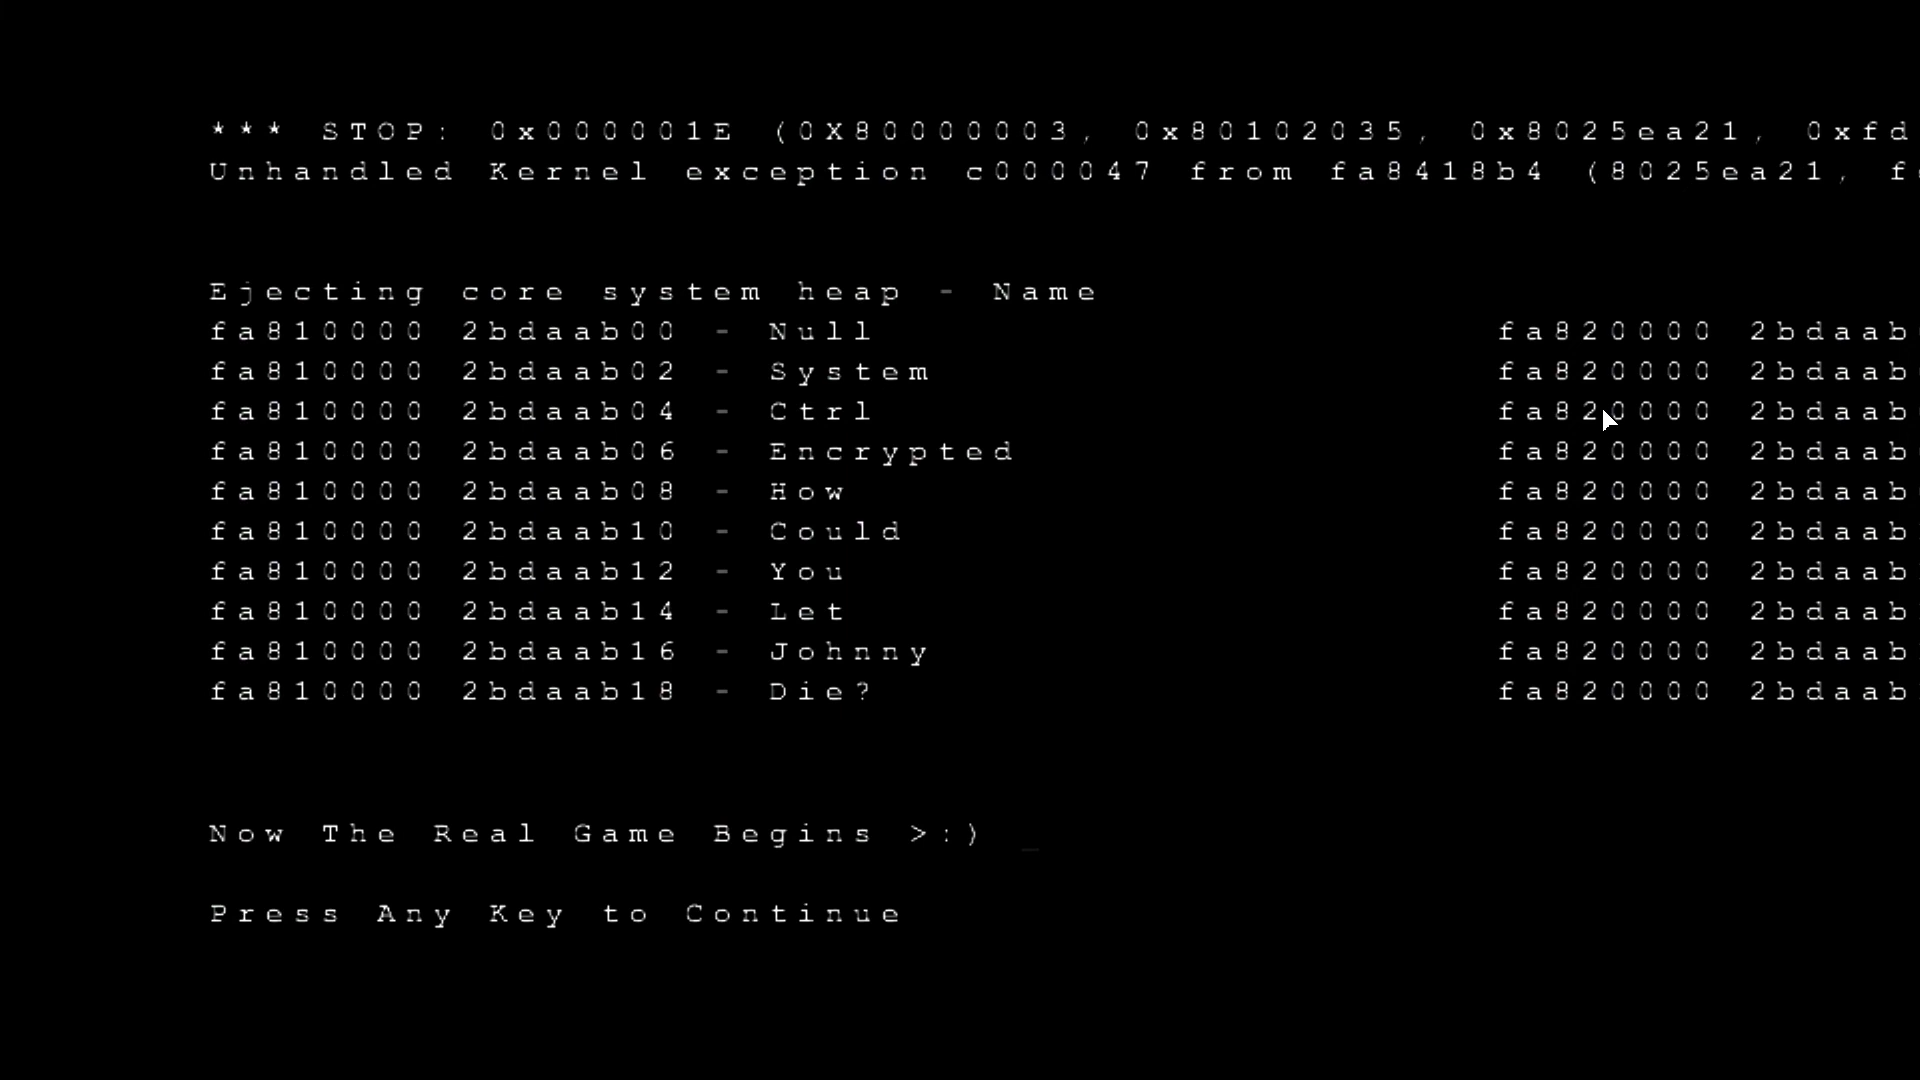 *** STOP: 0x000001E (0X80000003, 0x80102035, 0x8025ea21, 0xfd
Unhandled Kernel exception c000047 from fa8418b4 (8025ea21, f
Ejecting core system heap - Name
fa810000 2bdaab00 - Null fa820000 2bdaab
fa810000 2bdaab02 - System fa820000 2bdaab
fa810000 2bdaab04 - Ctrl fa820000 2bdaab
fa810000 2bdaab06 - Encrypted fa820000 2bdaab
fa810000 2bdaab08 - How fa820000 2bdaab
fa810000 2bdaab10 - Could fa820000 2bdaab
fa810000 2bdaab12 - You fa820000 2bdaab
fa810000 2bdaab14 - Let fa820000 2bdaab
fa810000 2bdaab16 - Johnny fa820000 2bdaab
fa810000 2bdaab18 - Die? fa820000 2bdaab
Now The Real Game Begins >:) _
Press Any Key to Continue